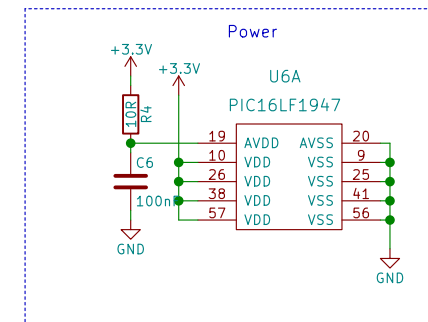 Power
+3.3V
+3.3V
U6A
PIC16LF1947
10R
R4
19 AVDD AVSS 20
10 VDD VSS 9
26 VDD VSS 25
38 VDD VSS 41
57 VDD VSS 56
C6
100nF
GND
GND